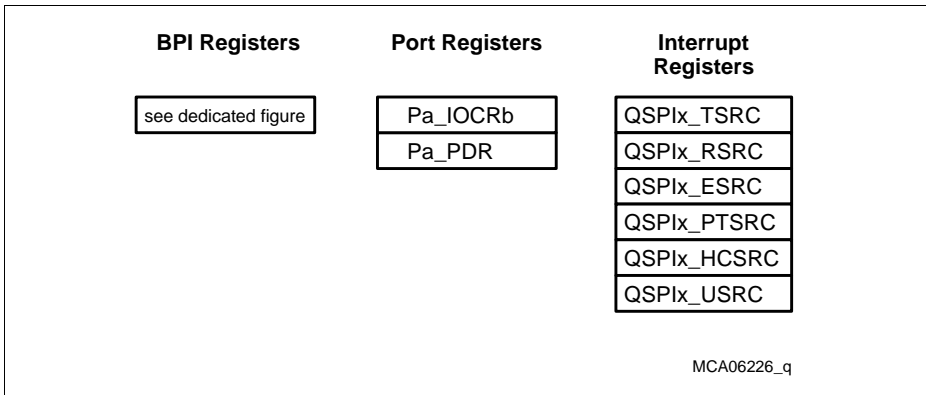 BPI Registers
see dedicated figure
Port Registers
Pa_IOCRb
Pa_PDR
Interrupt
Registers
QSPIx_TSRC
QSPIx_RSRC
QSPIx_ESRC
QSPIx_PTSRC
QSPIx_HCSRC
QSPIx_USRC
MCA06226_q